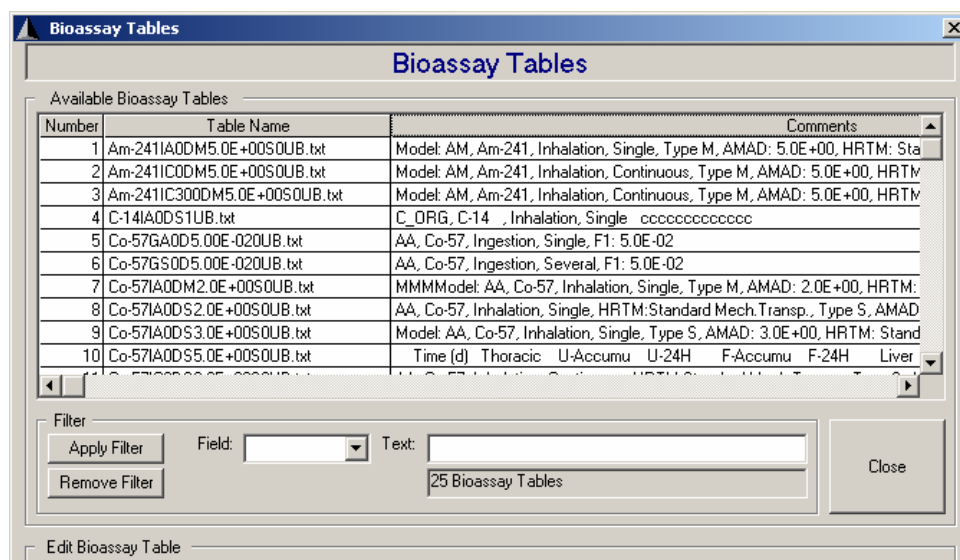 Bioassay Tables
Bioassay Tables
Available Bioassay Tables
Number Table Name Comments
1 Am-241IA0DM5.0E+00S0UB.txt Model: AM, Am-241, Inhalation, Single, Type M, AMAD: 5.0E+00, HRTM: Sta
2 Am-241IC0DM5.0E+00S0UB.txt Model: AM, Am-241, Inhalation, Continuous, Type M, AMAD: 5.0E+00, HRTM
3 Am-241IC300DM5.0E+00S0UB.txt Model: AM, Am-241, Inhalation, Continuous, Type M, AMAD: 5.0E+00, HRTM
4 C-14IA0DS1UB.txt C_ORG, C-14 , Inhalation, Single ccccccccccccc
5 Co-57GA0D5.00E-020UB.txt AA, Co-57, Ingestion, Single, F1: 5.0E-02
6 Co-57GS0D5.00E-020UB.txt AA, Co-57, Ingestion, Several, F1: 5.0E-02
7 Co-57IA0DM2.0E+00S0UB.txt MMMModel: AA, Co-57, Inhalation, Single, Type M, AMAD: 2.0E+00, HRTM:
8 Co-57IA0DS2.0E+00S0UB.txt AA, Co-57, Inhalation, Single, HRTM:Standard Mech.Transp., Type S, AMAD
9 Co-57IA0DS3.0E+00S0UB.txt Model: AA, Co-57, Inhalation, Single, Type S, AMAD: 3.0E+00, HRTM: Stand
10 Co-57IA0DS5.0E+00S0UB.txt Time (d) Thoracic U-Accumu U-24H F-Accumu F-24H Liver
Filter
Apply Filter Field: Text:
Remove Filter 25 Bioassay Tables
Close
Edit Bioassay Table